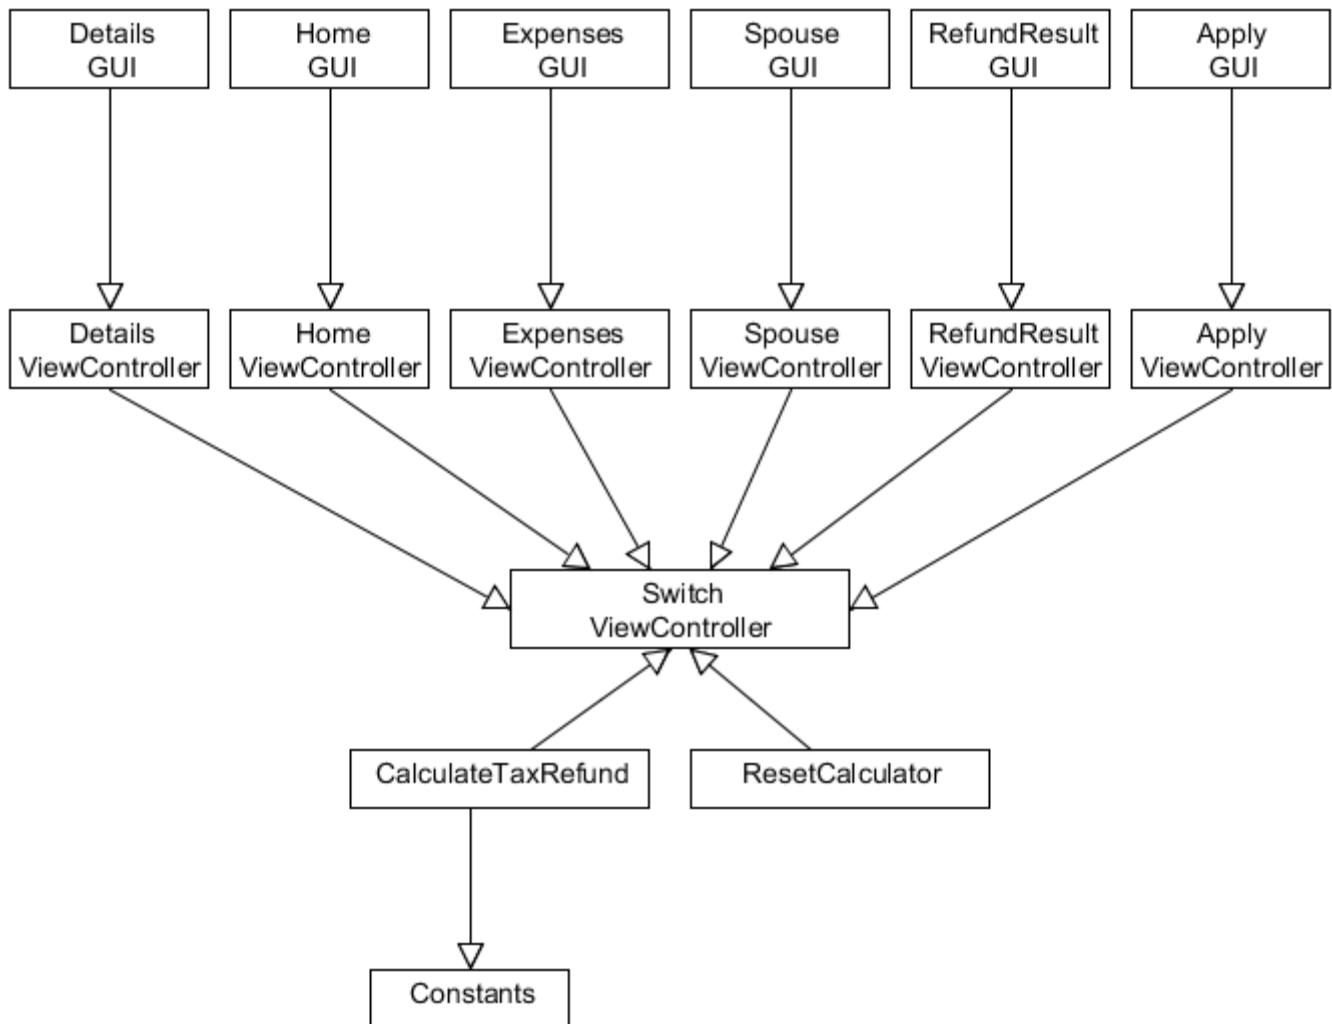 Details
GUI
Home
GUI
Expenses
GUI
Spouse
GUI
RefundResult
GUI
Apply
GUI
Details
ViewController
Home
ViewController
Expenses
ViewController
Spouse
ViewController
RefundResult
ViewController
Apply
ViewController
Switch
ViewController
CalculateTaxRefund
ResetCalculator
Constants